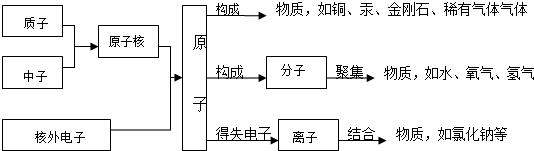 质子
中子
原子核
核外电子
原
子
构成
物质，如铜、汞、金刚石、稀有气体气体
构成
分子
聚集
物质，如水、氧气、氢气
得失电子
离子
结合
物质，如氯化钠等